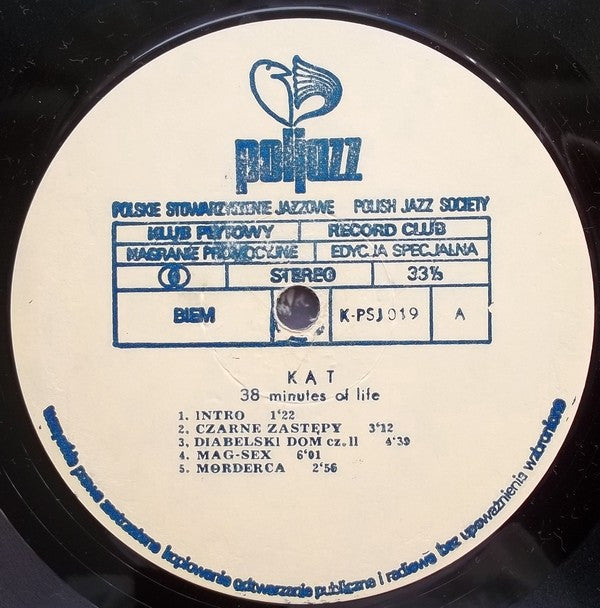 poljazz
POLSKIE STOWARZYSZENIE JAZZOWE POLISH JAZZ SOCIETY
KLUB PŁYTOWY RECORD CLUB
NAGRANIE PROMOCYJNE EDYCJA SPECJALNA
STEREO 33⅓
BIEM K-PSJ 019 A
KAT
38 minutes of life
1. INTRO 1'22
2. CZARNE ZASTĘPY 3'12
3. DIABELSKI DOM cz.II 4'39
4. MAG-SEX 6'01
5. MORDERCA 2'56
Wszystkie prawa zastrzeżone kopiowanie odtwarzanie publiczne i radiowe bez upoważnienia wzbronione